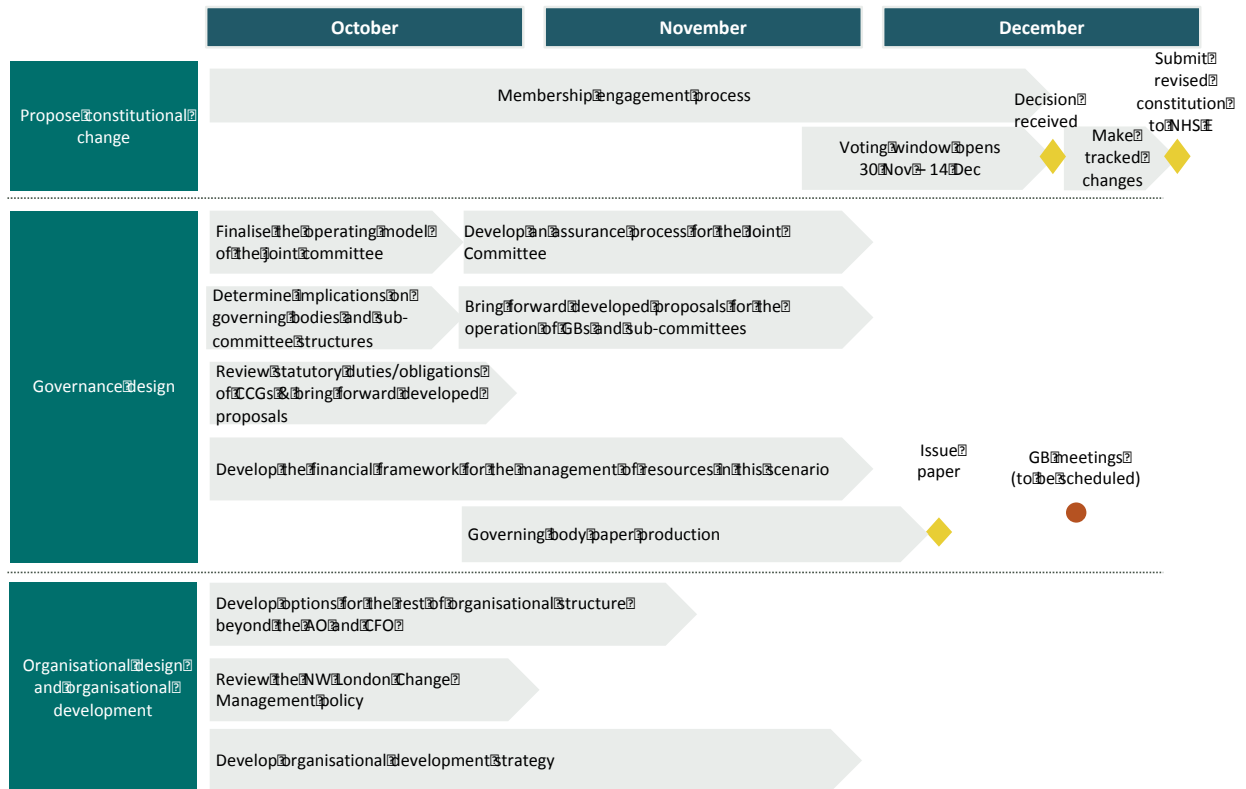 October
November
December
Propose constitutional
change
Membership engagement process
Decision
received
Submit
revised
constitution
to NHS E
Voting window opens
30 Nov – 14 Dec
Make
tracked
changes
Governance design
Finalise the operating model
of the joint committee
Develop an assurance process for the Joint
Committee
Determine implications on
governing bodies and sub-
committee structures
Bring forward developed proposals for the
operation of GBs and sub-committees
Review statutory duties/obligations
of CCGs & bring forward developed
proposals
Develop the financial framework for the management of resources in this scenario
Issue
paper
GB meetings
(to be scheduled)
Governing body paper production
Organisational design
and organisational
development
Develop options for the rest of organisational structure
beyond the AO and CFO
Review the NW London Change
Management policy
Develop organisational development strategy